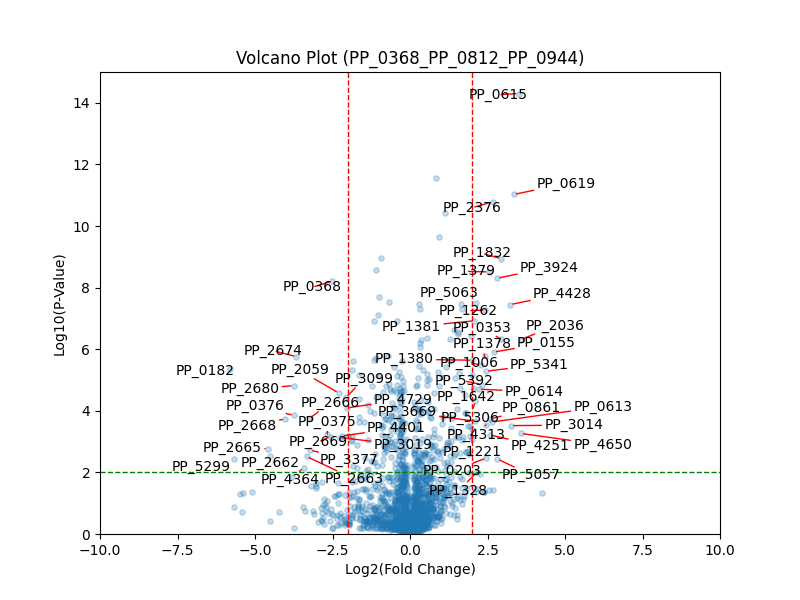 Volcano Plot (PP_0368_PP_0812_PP_0944)
PP_0615
PP_0619
PP_2376
PP_1832
PP_1379
PP_3924
PP_0368
PP_5063
PP_4428
PP_1262
PP_1381
PP_0353
PP_2036
PP_1378
PP_0155
PP_2674
PP_1380
PP_1006
PP_5341
PP_0182
PP_2059
PP_3099
PP_5392
PP_2680
PP_0614
PP_1642
PP_0376
PP_2666
PP_4729
PP_3669
PP_0861
PP_0613
PP_5306
PP_2668
PP_0375
PP_4401
PP_3014
PP_4313
PP_2665
PP_2669
PP_3019
PP_4251
PP_4650
PP_1221
PP_5299
PP_2662
PP_3377
PP_0203
PP_5057
PP_4364
PP_2663
PP_1328
14
12
10
8
6
4
2
0
−10.0
−7.5
−5.0
−2.5
0.0
2.5
5.0
7.5
10.0
Log10(P-Value)
Log2(Fold Change)